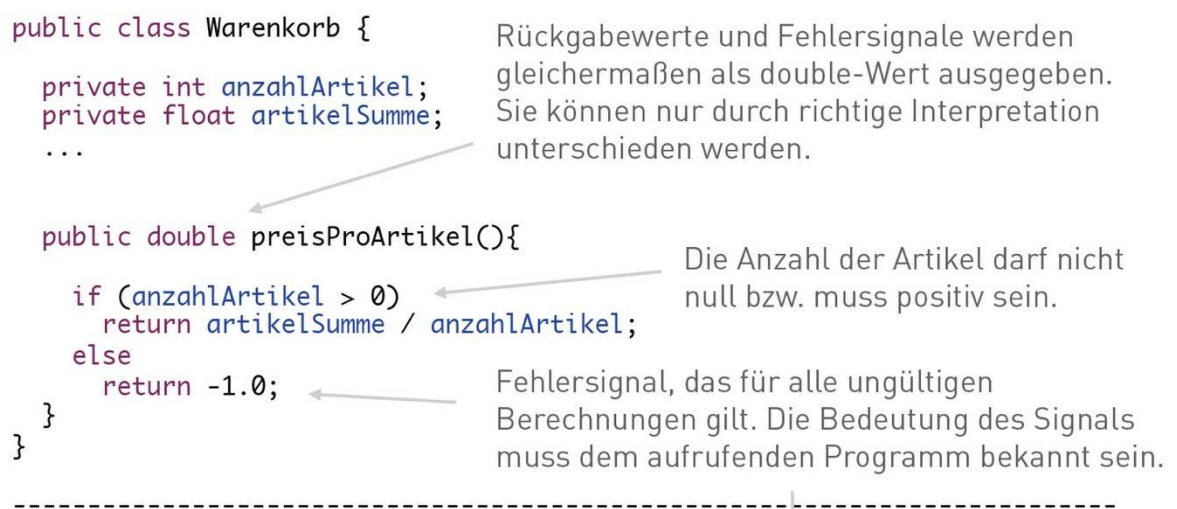 public class Warenkorb {
private int anzahlArtikel;
private float artikelSumme;
...
Rückgabewerte und Fehlersignale werden
gleichermaßen als double-Wert ausgegeben.
Sie können nur durch richtige Interpretation
unterschieden werden.
public double preisProArtikel(){
if (anzahlArtikel > 0)
return artikelSumme / anzahlArtikel;
else
return -1.0;
}
}
Die Anzahl der Artikel darf nicht
null bzw. muss positiv sein.
Fehlersignal, das für alle ungültigen
Berechnungen gilt. Die Bedeutung des Signals
muss dem aufrufenden Programm bekannt sein.